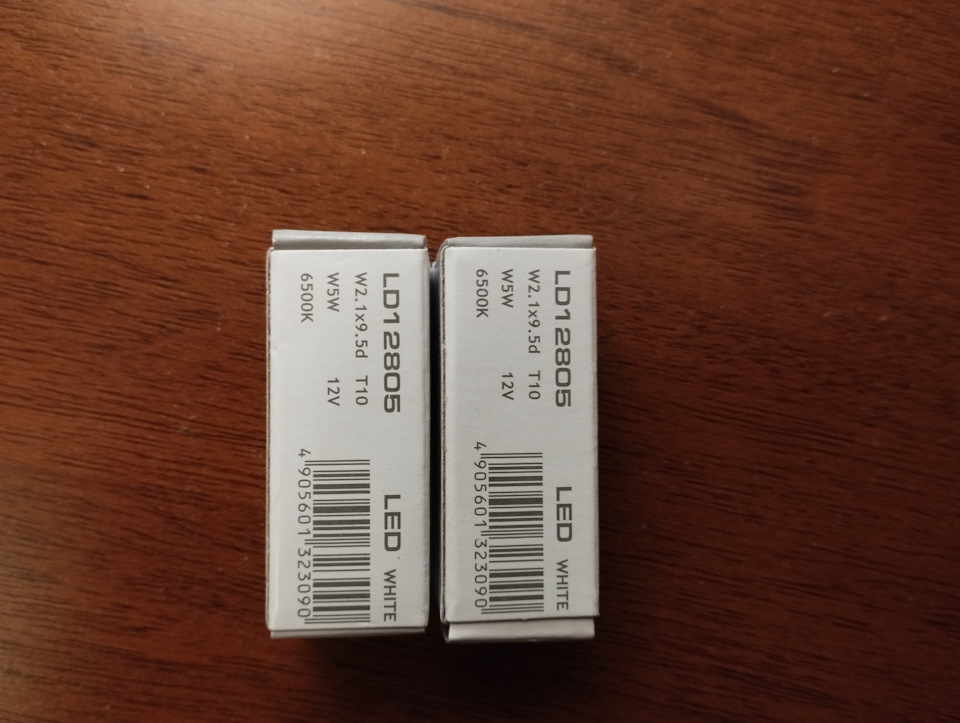 LD12805 LED WHITE
W2.1x9.5d T10
W5W 12V
6500K
4 905601 323090
LD12805 LED WHITE
W2.1x9.5d T10
W5W 12V
6500K
4 905601 323090